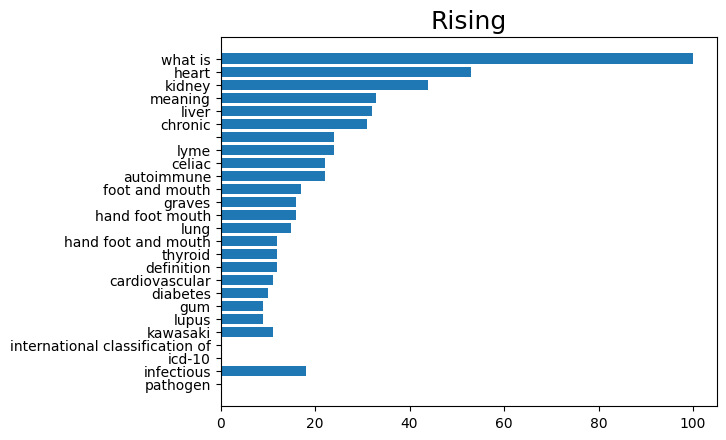 Rising
what is
heart
kidney
meaning
liver
chronic
lyme
celiac
autoimmune
foot and mouth
graves
hand foot mouth
lung
hand foot and mouth
thyroid
definition
cardiovascular
diabetes
gum
lupus
kawasaki
international classification of
icd-10
infectious
pathogen
0 20 40 60 80 100